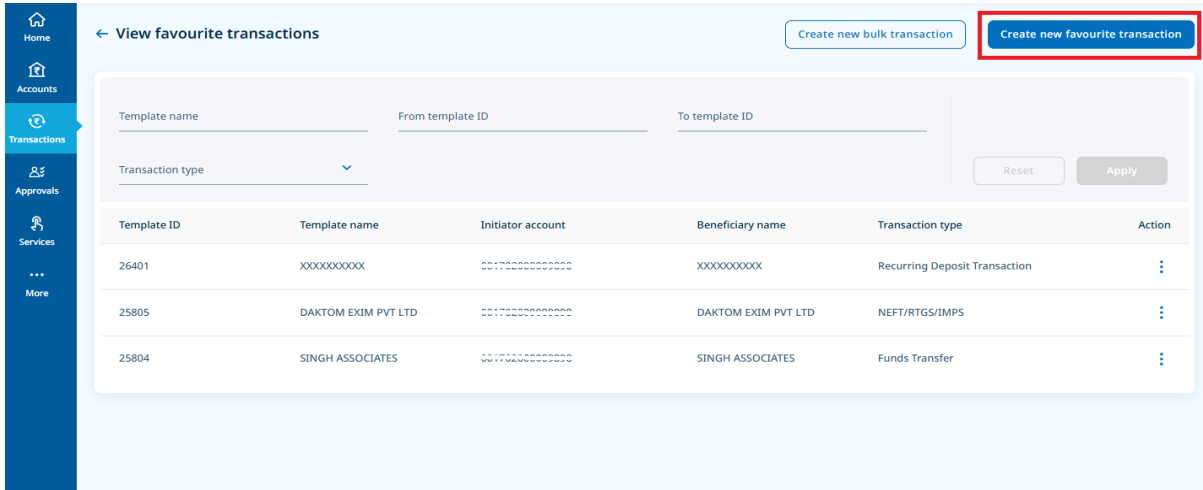 Home
← View favourite transactions
Create new bulk transaction
Create new favourite transaction
Accounts
Transactions
Approvals
Services
More
Template name
From template ID
To template ID
Transaction type
Reset
Apply
Template ID Template name Initiator account Beneficiary name Transaction type Action
26401 XXXXXXXXXX XXXXXXXXXX Recurring Deposit Transaction
25805 DAKTOM EXIM PVT LTD DAKTOM EXIM PVT LTD NEFT/RTGS/IMPS
25804 SINGH ASSOCIATES SINGH ASSOCIATES Funds Transfer